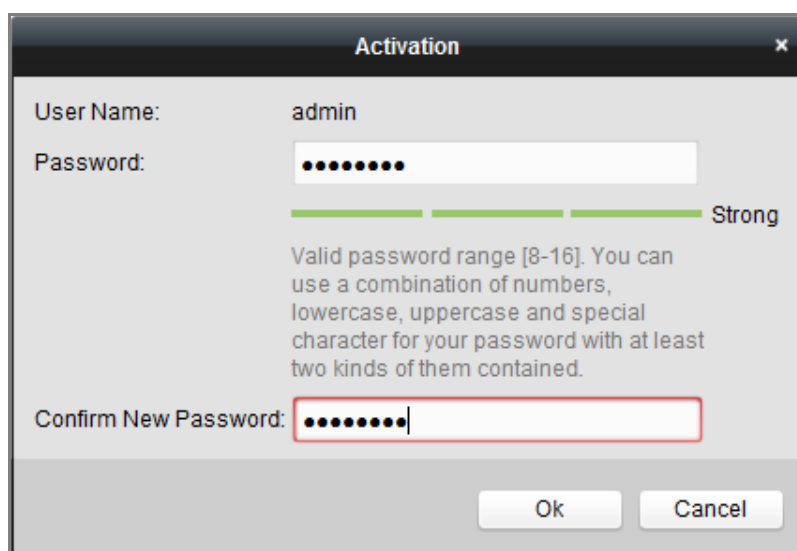 Activation ×
User Name: admin
Password: ●●●●●●●●
Strong
Valid password range [8-16]. You can
use a combination of numbers,
lowercase, uppercase and special
character for your password with at least
two kinds of them contained.
Confirm New Password: ●●●●●●●●
Ok Cancel